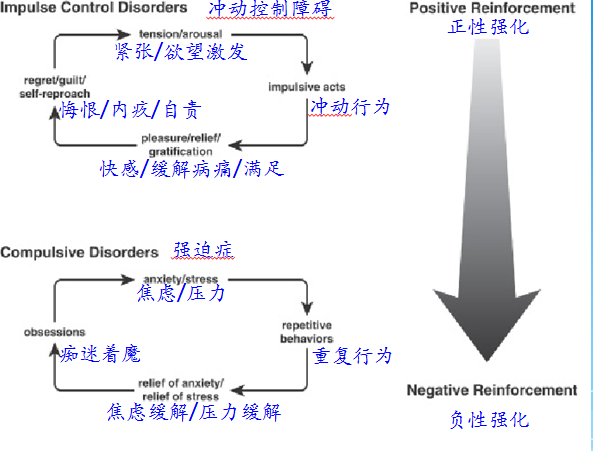 Impulse Control Disorders 冲动控制障碍
tension/arousal
紧张/欲望激发
regret/guilt/
self-reproach
悔恨/内疚/自责
impulsive acts
冲动行为
pleasure/relief/
gratification
快感/缓解病痛/满足
Compulsive Disorders 强迫症
anxiety/stress
焦虑/压力
obsessions
痴迷着魔
repetitive
behaviors
重复行为
relief of anxiety/
relief of stress
焦虑缓解/压力缓解
Positive Reinforcement
正性强化
Negative Reinforcement
负性强化